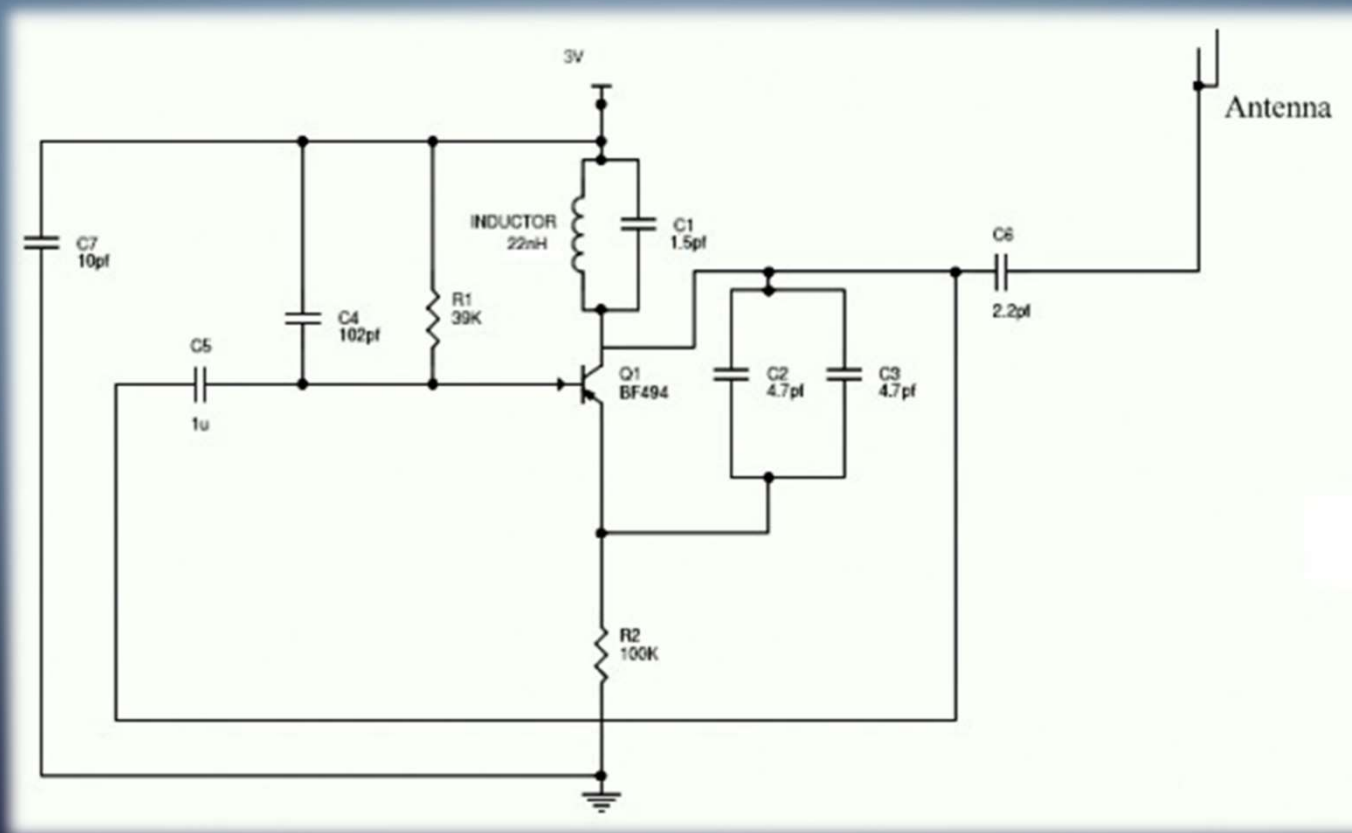 3V
Antenna
INDUCTOR
22nH
C1
1.5pf
C6
2.2pf
C7
10pf
R1
39K
C4
102pf
C5
1u
Q1
BF494
C2
4.7pf
C3
4.7pf
R2
100K